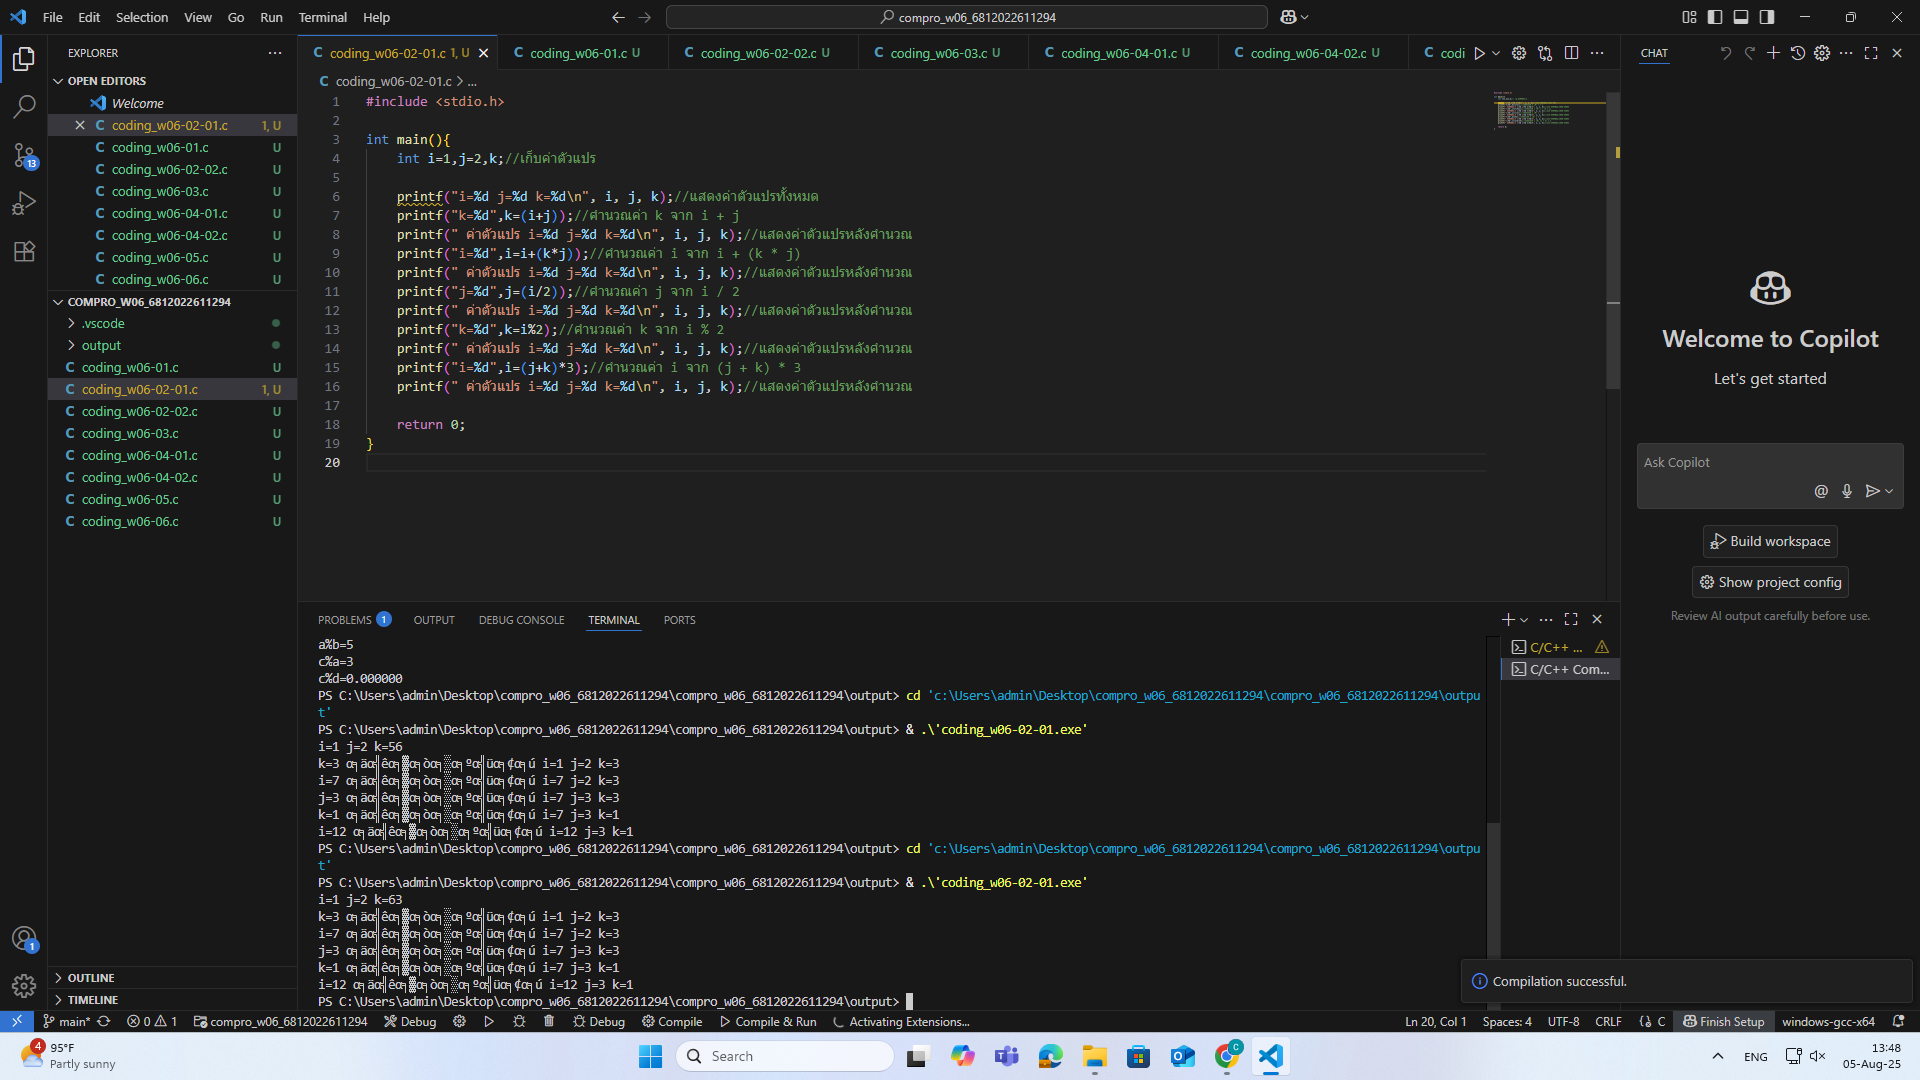 File Edit Selection View Go Run Terminal Help
compro_w06_6812022611294
EXPLORER
OPEN EDITORS
Welcome
coding_w06-02-01.c 1, U
coding_w06-01.c U
coding_w06-02-02.c U
coding_w06-03.c U
coding_w06-04-01.c U
coding_w06-04-02.c U
coding_w06-05.c U
coding_w06-06.c U
COMPRO_W06_6812022611294
.vscode
output
coding_w06-01.c U
coding_w06-02-01.c 1, U
coding_w06-02-02.c U
coding_w06-03.c U
coding_w06-04-01.c U
coding_w06-04-02.c U
coding_w06-05.c U
coding_w06-06.c U
OUTLINE
TIMELINE
13
1
coding_w06-02-01.c 1, U coding_w06-01.c U coding_w06-02-02.c U coding_w06-03.c U coding_w06-04-01.c U coding_w06-04-02.c U codi
coding_w06-02-01.c > ...
1 #include <stdio.h>
2
3 int main(){
4 int i=1,j=2,k;//เก็บค่าตัวแปร
5
6 printf("i=%d j=%d k=%d\n", i, j, k);//แสดงค่าตัวแปรทั้งหมด
7 printf("k=%d",k=(i+j));//คำนวณค่า k จาก i + j
8 printf(" ค่าตัวแปร i=%d j=%d k=%d\n", i, j, k);//แสดงค่าตัวแปรหลังคำนวณ
9 printf("i=%d",i=i+(k*j));//คำนวณค่า i จาก i + (k * j)
10 printf(" ค่าตัวแปร i=%d j=%d k=%d\n", i, j, k);//แสดงค่าตัวแปรหลังคำนวณ
11 printf("j=%d",j=(i/2));//คำนวณค่า j จาก i / 2
12 printf(" ค่าตัวแปร i=%d j=%d k=%d\n", i, j, k);//แสดงค่าตัวแปรหลังคำนวณ
13 printf("k=%d",k=i%2);//คำนวณค่า k จาก i % 2
14 printf(" ค่าตัวแปร i=%d j=%d k=%d\n", i, j, k);//แสดงค่าตัวแปรหลังคำนวณ
15 printf("i=%d",i=(j+k)*3);//คำนวณค่า i จาก (j + k) * 3
16 printf(" ค่าตัวแปร i=%d j=%d k=%d\n", i, j, k);//แสดงค่าตัวแปรหลังคำนวณ
17
18 return 0;
19 }
20
PROBLEMS 1 OUTPUT DEBUG CONSOLE TERMINAL PORTS
a%b=5
c%a=3
c%d=0.000000
PS C:\Users\admin\Desktop\compro_w06_6812022611294\compro_w06_6812022611294\output> cd 'c:\Users\admin\Desktop\compro_w06_6812022611294\compro_w06_6812022611294\outpu
t'
PS C:\Users\admin\Desktop\compro_w06_6812022611294\compro_w06_6812022611294\output> & .\'coding_w06-02-01.exe'
i=1 j=2 k=56
k=3 i=1 j=2 k=3
i=7 i=7 j=2 k=3
j=3 i=7 j=3 k=3
k=1 i=7 j=3 k=1
i=12 i=12 j=3 k=1
PS C:\Users\admin\Desktop\compro_w06_6812022611294\compro_w06_6812022611294\output> cd 'c:\Users\admin\Desktop\compro_w06_6812022611294\compro_w06_6812022611294\outpu
t'
PS C:\Users\admin\Desktop\compro_w06_6812022611294\compro_w06_6812022611294\output> & .\'coding_w06-02-01.exe'
i=1 j=2 k=63
k=3 i=1 j=2 k=3
i=7 i=7 j=2 k=3
j=3 i=7 j=3 k=3
k=1 i=7 j=3 k=1
i=12 i=12 j=3 k=1
PS C:\Users\admin\Desktop\compro_w06_6812022611294\compro_w06_6812022611294\output>
C/C++ ...
C/C++ Com...
CHAT
Welcome to Copilot
Let's get started
Ask Copilot
Build workspace
Show project config
Review AI output carefully before use.
Compilation successful.
main* 0 1 compro_w06_6812022611294 Debug Debug Compile Compile & Run Activating Extensions... Ln 20, Col 1 Spaces: 4 UTF-8 CRLF {} C Finish Setup windows-gcc-x64
4
95°F
Partly sunny
Search
C
ENG
13:48
05-Aug-25